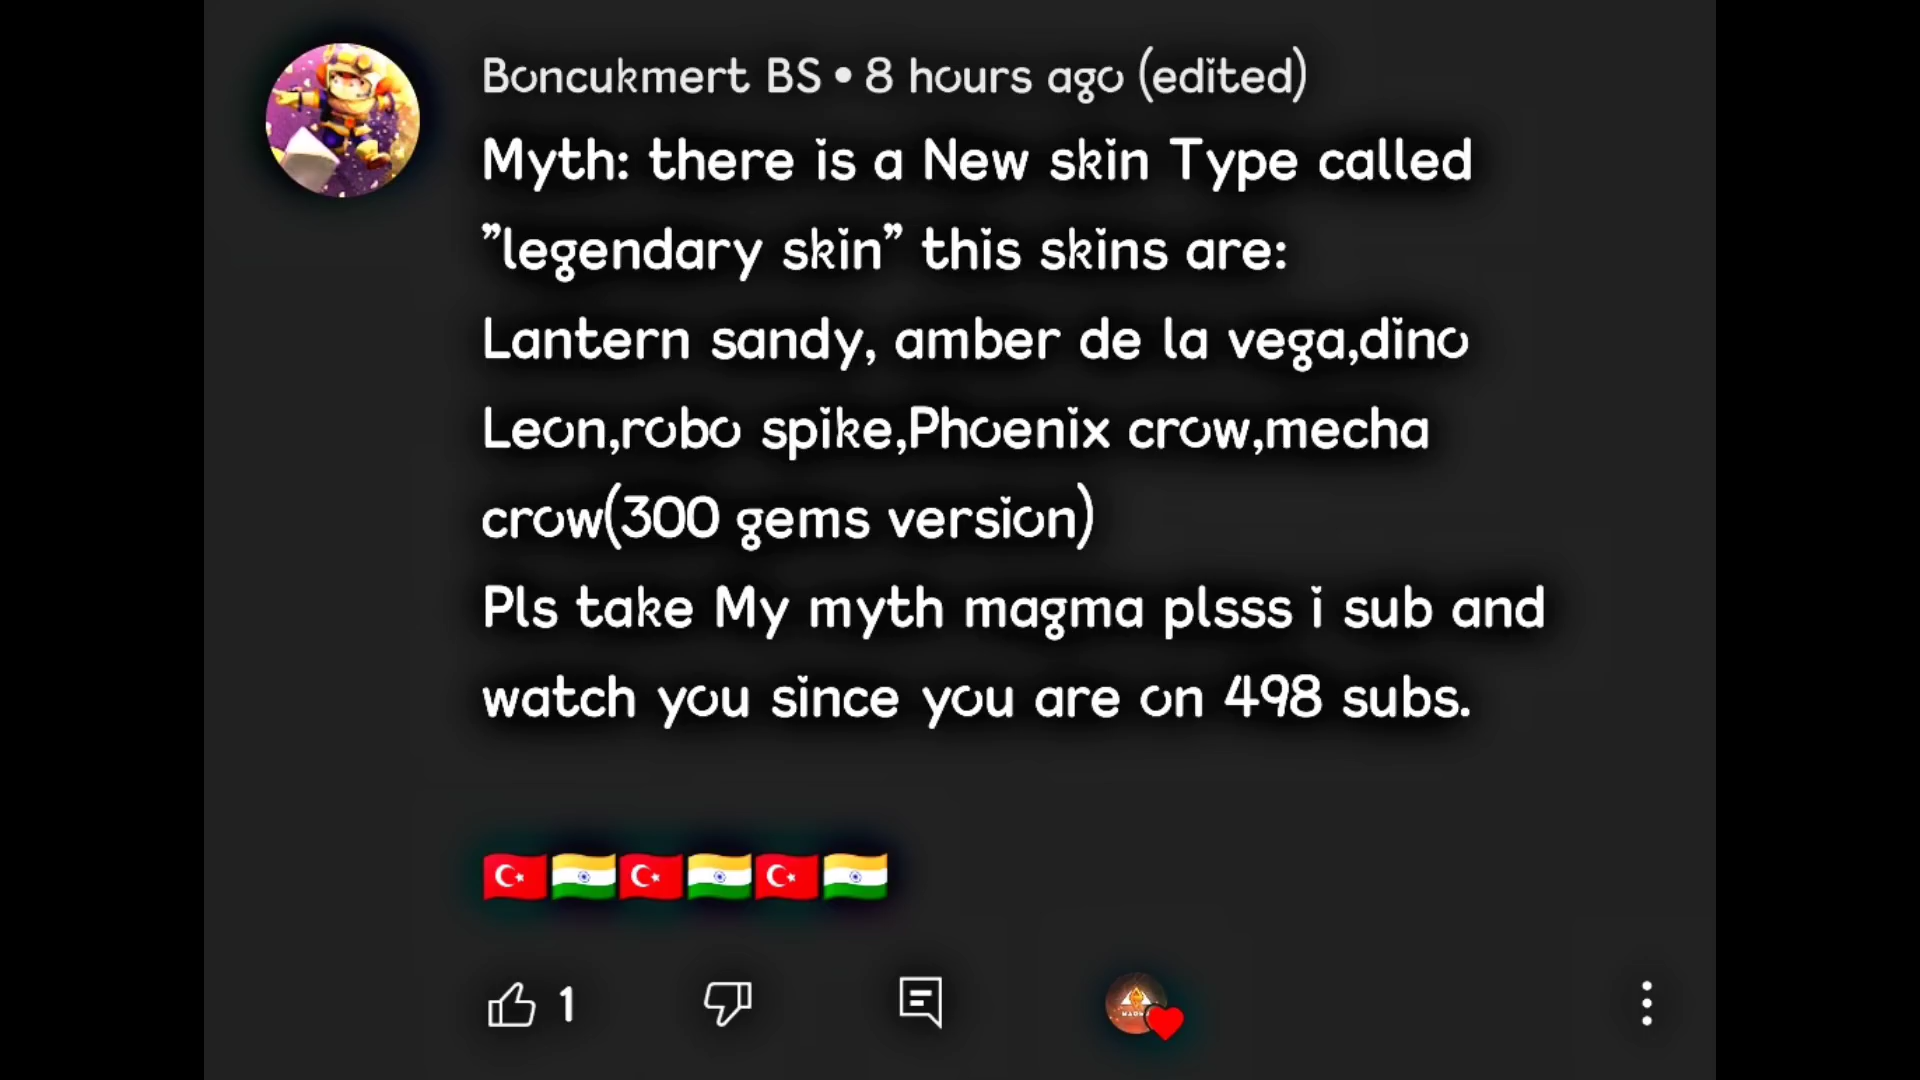 Boncukmert BS • 8 hours ago (edited)
Myth: there is a New skin Type called
”legendary skin” this skins are:
Lantern sandy, amber de la vega,dino
Leon,robo spike,Phoenix crow,mecha
crow(300 gems version)
Pls take My myth magma plsss i sub and
watch you since you are on 498 subs.
🇹🇷🇮🇳🇹🇷🇮🇳🇹🇷🇮🇳
1